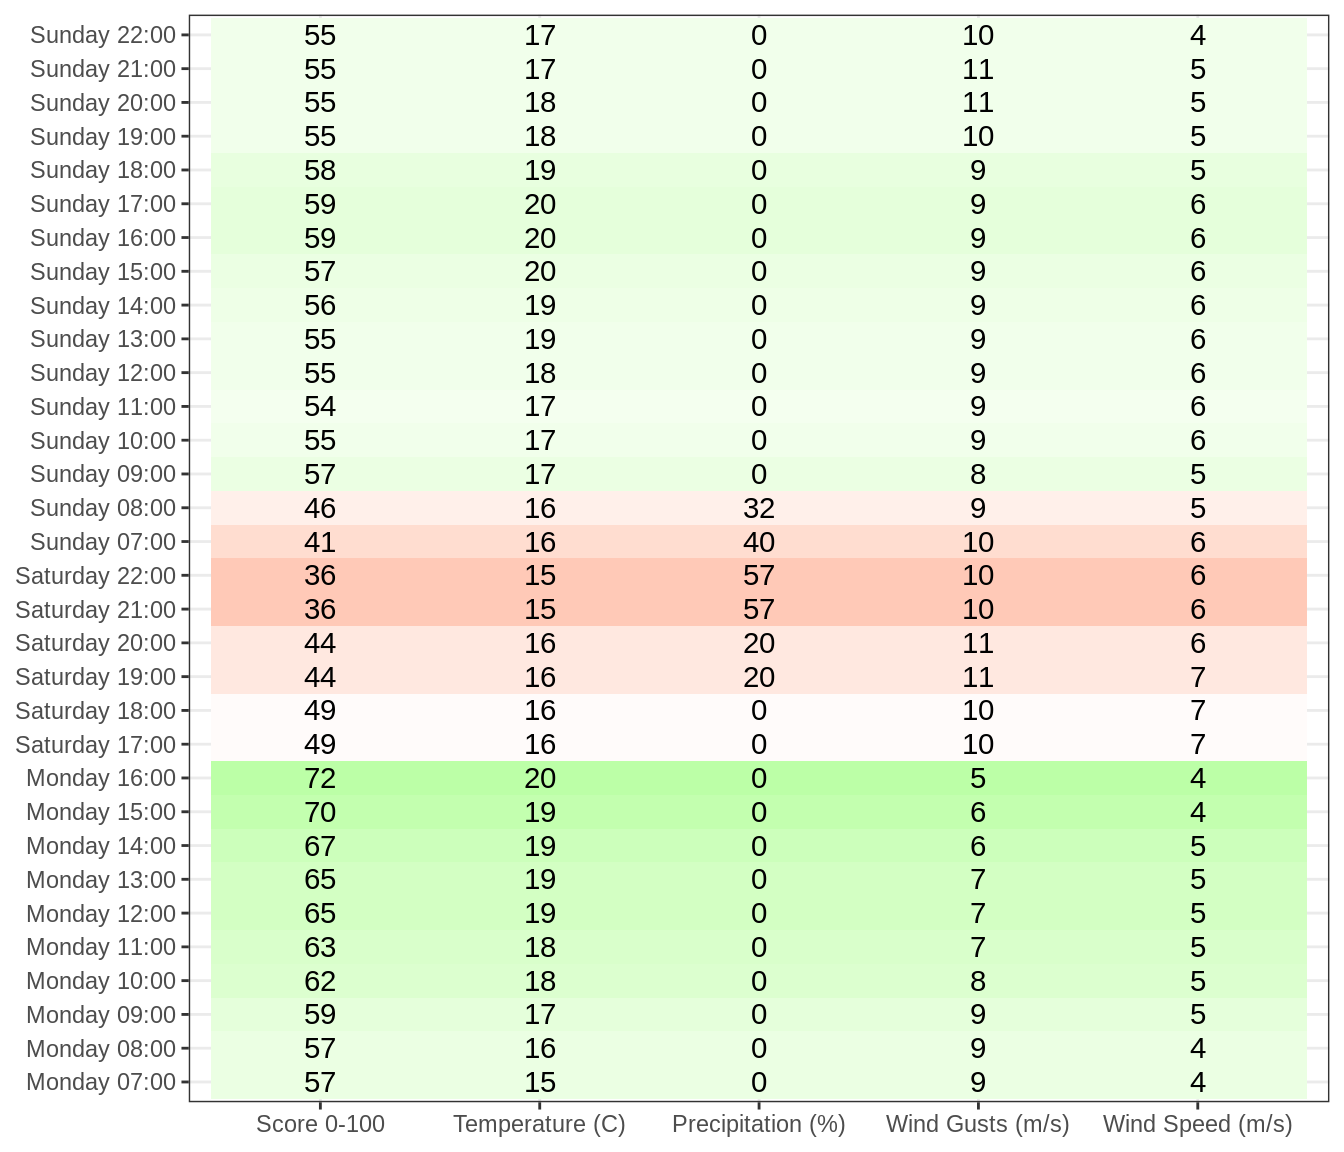 Sunday 22:00 55 17 0 10 4
Sunday 21:00 55 17 0 11 5
Sunday 20:00 55 18 0 11 5
Sunday 19:00 55 18 0 10 5
Sunday 18:00 58 19 0 9 5
Sunday 17:00 59 20 0 9 6
Sunday 16:00 59 20 0 9 6
Sunday 15:00 57 20 0 9 6
Sunday 14:00 56 19 0 9 6
Sunday 13:00 55 19 0 9 6
Sunday 12:00 55 18 0 9 6
Sunday 11:00 54 17 0 9 6
Sunday 10:00 55 17 0 9 6
Sunday 09:00 57 17 0 8 5
Sunday 08:00 46 16 32 9 5
Sunday 07:00 41 16 40 10 6
Saturday 22:00 36 15 57 10 6
Saturday 21:00 36 15 57 10 6
Saturday 20:00 44 16 20 11 6
Saturday 19:00 44 16 20 11 7
Saturday 18:00 49 16 0 10 7
Saturday 17:00 49 16 0 10 7
Monday 16:00 72 20 0 5 4
Monday 15:00 70 19 0 6 4
Monday 14:00 67 19 0 6 5
Monday 13:00 65 19 0 7 5
Monday 12:00 65 19 0 7 5
Monday 11:00 63 18 0 7 5
Monday 10:00 62 18 0 8 5
Monday 09:00 59 17 0 9 5
Monday 08:00 57 16 0 9 4
Monday 07:00 57 15 0 9 4
Score 0-100 Temperature (C) Precipitation (%) Wind Gusts (m/s) Wind Speed (m/s)